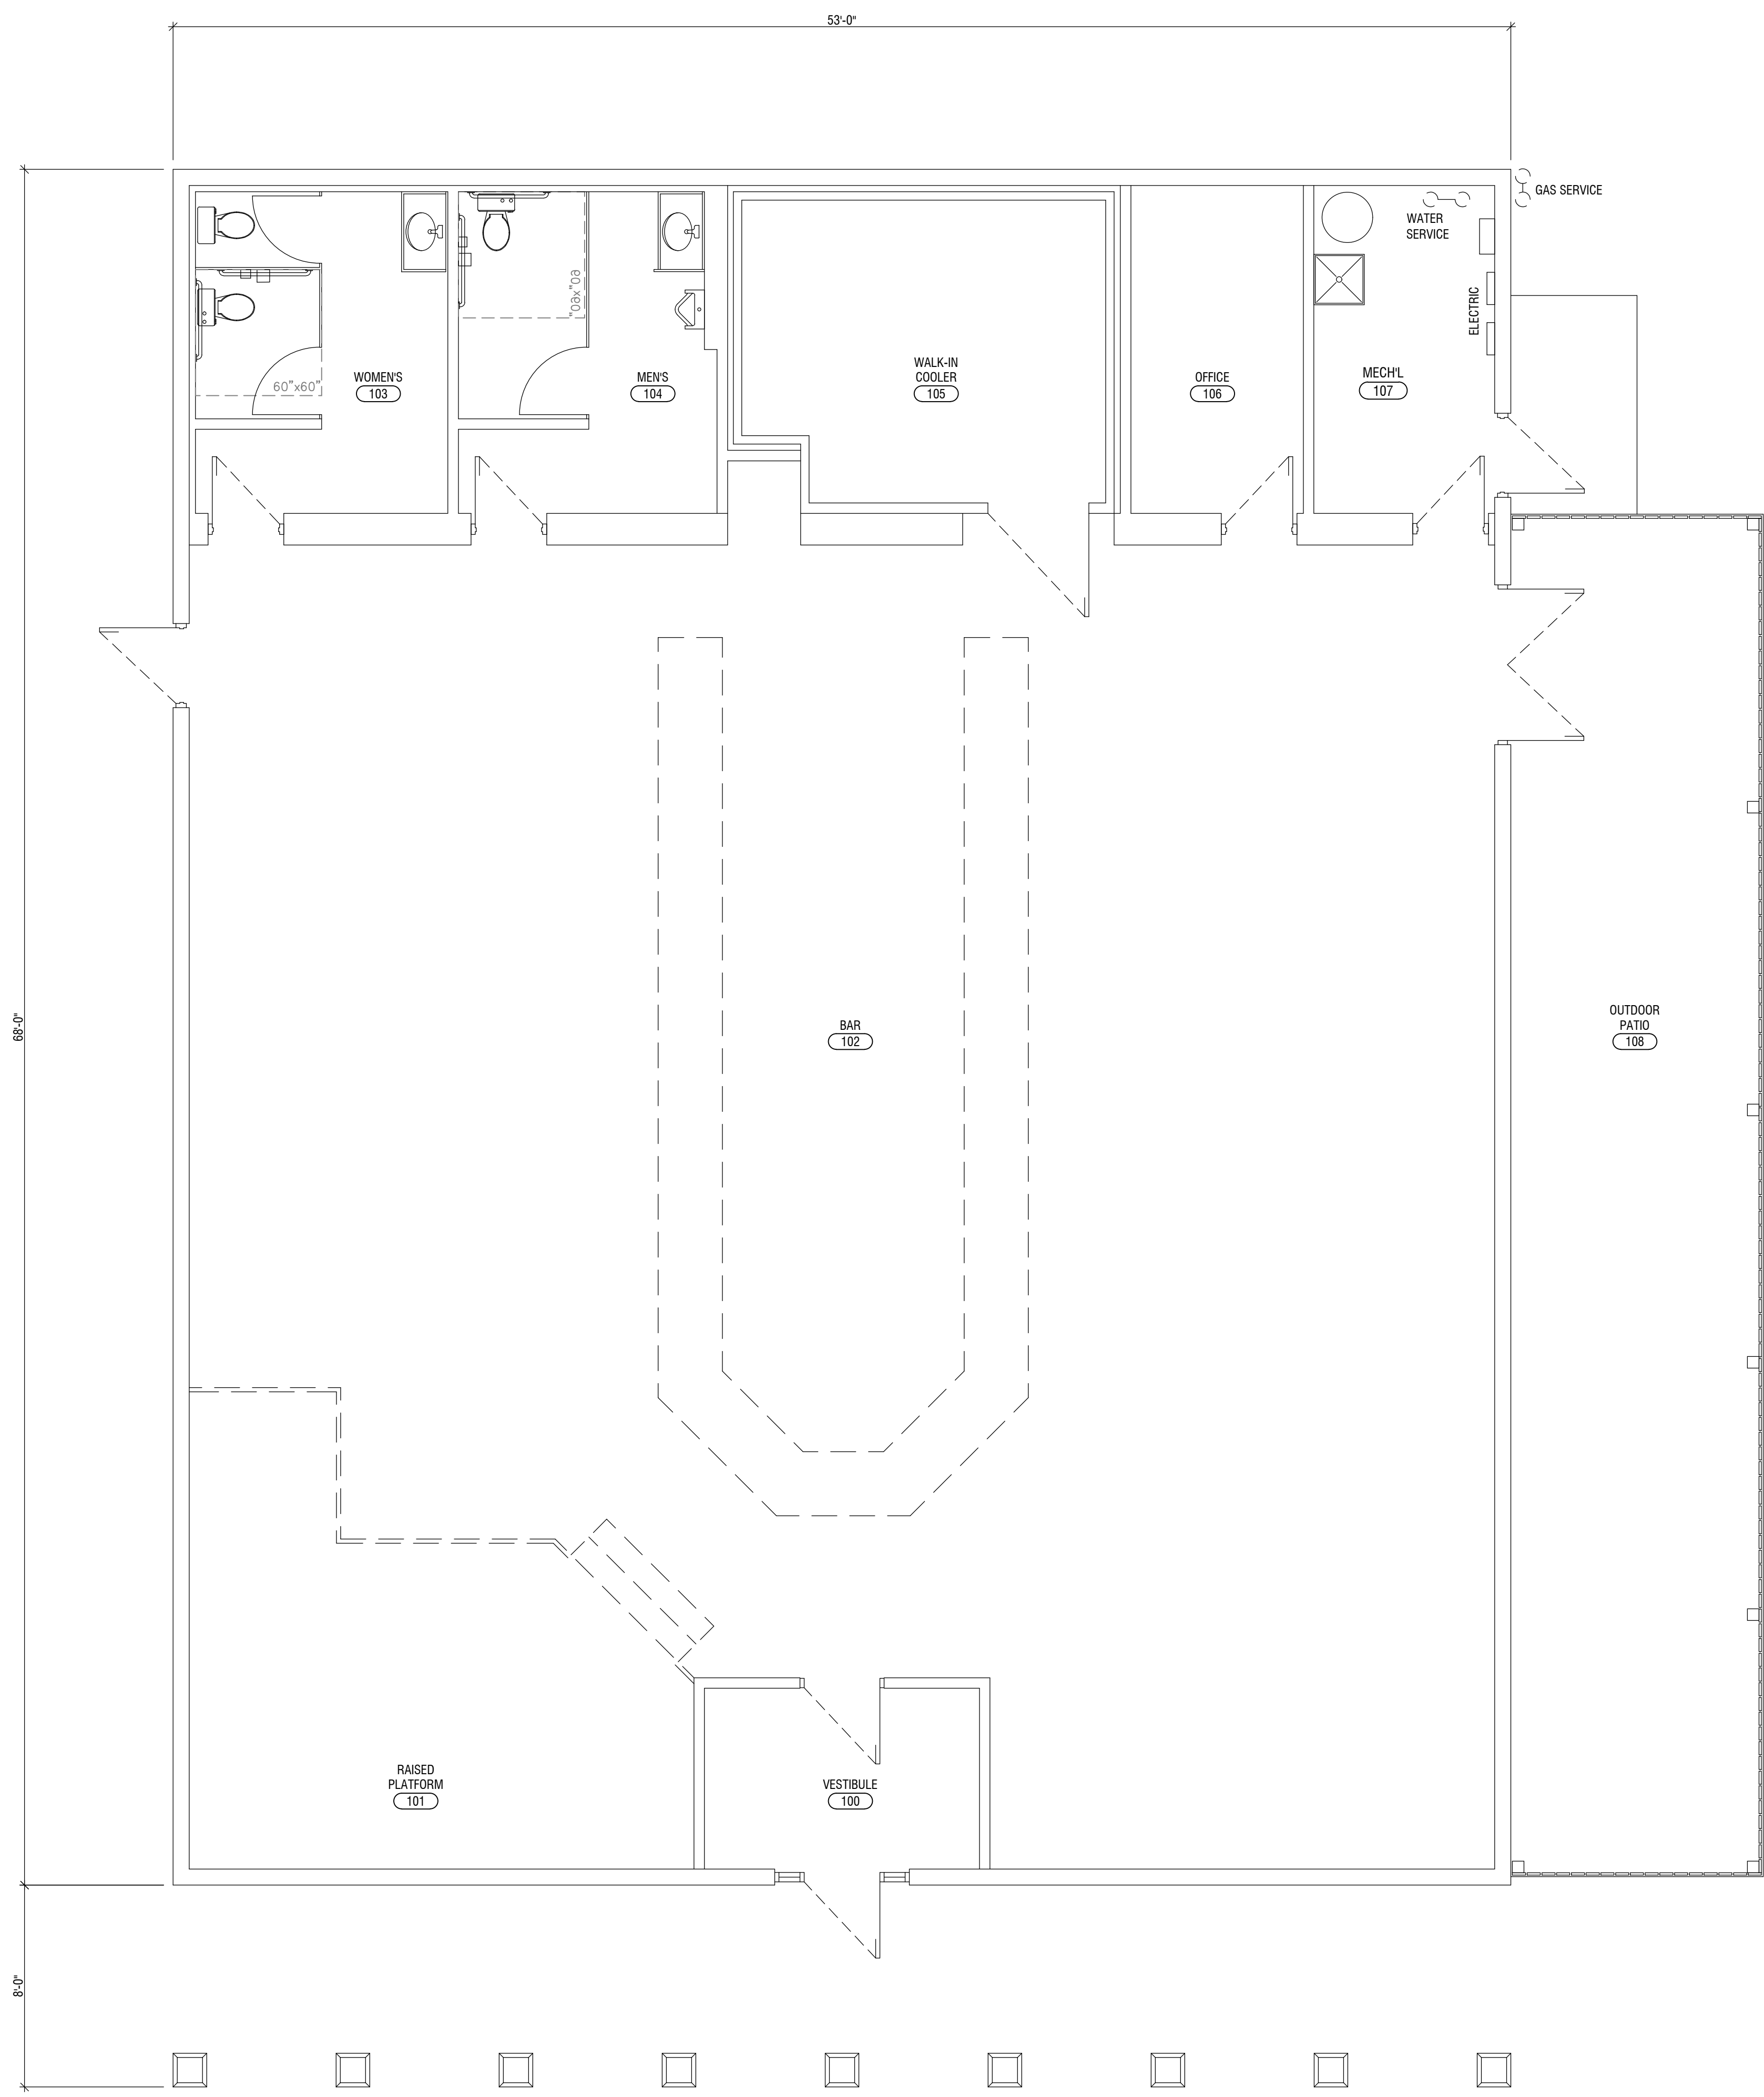 53'-0"
GAS SERVICE
WATER
SERVICE
ELECTRIC
60"x60"
60"x60"
WOMEN'S
103
MEN'S
104
WALK-IN
COOLER
105
OFFICE
106
MECH'L
107
68'-0"
BAR
102
OUTDOOR
PATIO
108
RAISED
PLATFORM
101
VESTIBULE
100
8'-0"